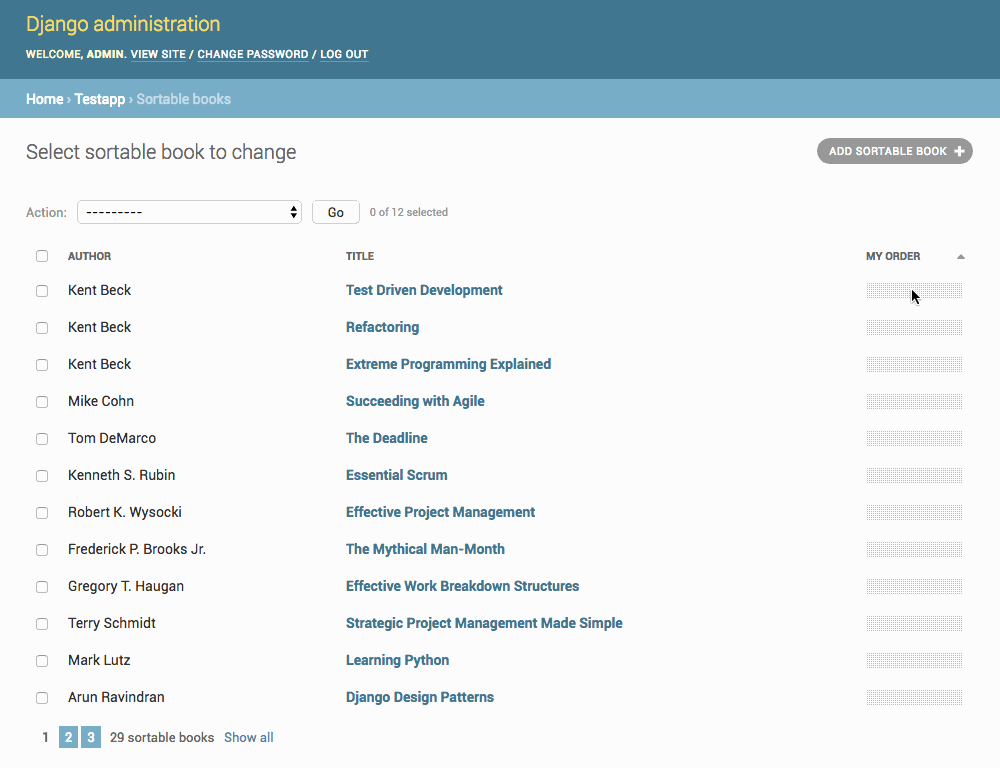 Django administration
WELCOME, ADMIN. VIEW SITE / CHANGE PASSWORD / LOG OUT
Home › Testapp › Sortable books
Select sortable book to change
ADD SORTABLE BOOK +
Action: --------- Go 0 of 12 selected
AUTHOR TITLE MY ORDER
Kent Beck Test Driven Development
Kent Beck Refactoring
Kent Beck Extreme Programming Explained
Mike Cohn Succeeding with Agile
Tom DeMarco The Deadline
Kenneth S. Rubin Essential Scrum
Robert K. Wysocki Effective Project Management
Frederick P. Brooks Jr. The Mythical Man-Month
Gregory T. Haugan Effective Work Breakdown Structures
Terry Schmidt Strategic Project Management Made Simple
Mark Lutz Learning Python
Arun Ravindran Django Design Patterns
1 2 3 29 sortable books Show all